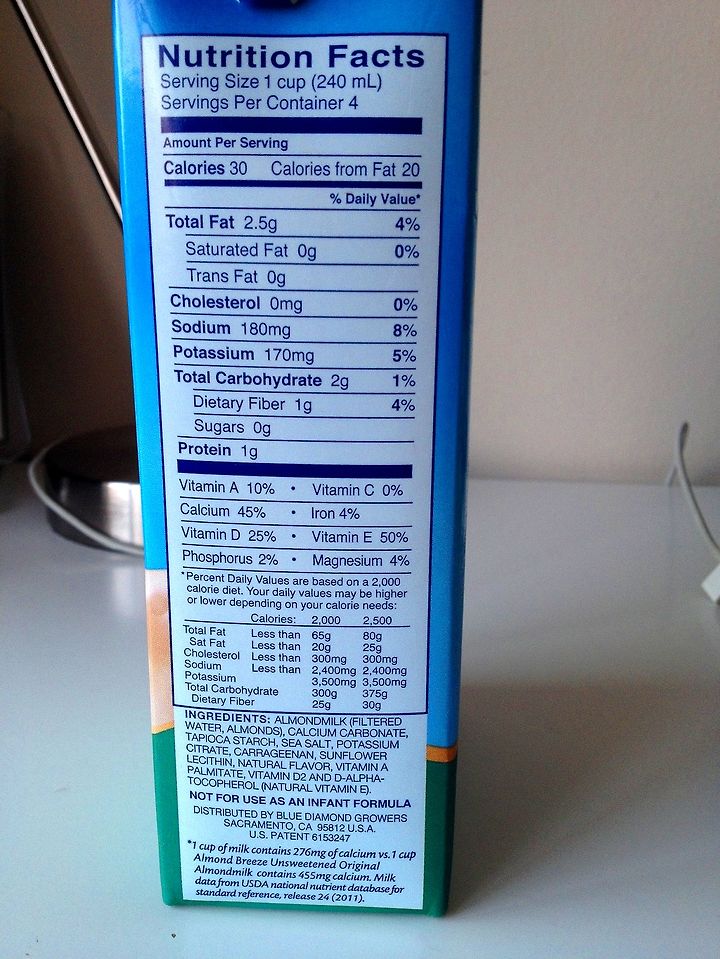 Nutrition Facts
Serving Size 1 cup (240 mL)
Servings Per Container 4
Amount Per Serving
Calories 30 Calories from Fat 20
% Daily Value*
Total Fat 2.5g 4%
Saturated Fat 0g 0%
Trans Fat 0g
Cholesterol 0mg 0%
Sodium 180mg 8%
Potassium 170mg 5%
Total Carbohydrate 2g 1%
Dietary Fiber 1g 4%
Sugars 0g
Protein 1g
Vitamin A 10% • Vitamin C 0%
Calcium 45% • Iron 4%
Vitamin D 25% • Vitamin E 50%
Phosphorus 2% • Magnesium 4%
*Percent Daily Values are based on a 2,000
calorie diet. Your daily values may be higher
or lower depending on your calorie needs:
Calories: 2,000 2,500
Total Fat Less than 65g 80g
Sat Fat Less than 20g 25g
Cholesterol Less than 300mg 300mg
Sodium Less than 2,400mg 2,400mg
Potassium 3,500mg 3,500mg
Total Carbohydrate 300g 375g
Dietary Fiber 25g 30g
INGREDIENTS: ALMONDMILK (FILTERED
WATER, ALMONDS), CALCIUM CARBONATE,
TAPIOCA STARCH, SEA SALT, POTASSIUM
CITRATE, CARRAGEENAN, SUNFLOWER
LECITHIN, NATURAL FLAVOR, VITAMIN A
PALMITATE, VITAMIN D2 AND D-ALPHA-
TOCOPHEROL (NATURAL VITAMIN E).
NOT FOR USE AS AN INFANT FORMULA
DISTRIBUTED BY BLUE DIAMOND GROWERS
SACRAMENTO, CA 95812 U.S.A.
U.S. PATENT 6153247
*1 cup of milk contains 276mg of calcium vs. 1 cup
Almond Breeze Unsweetened Original
Almondmilk contains 455mg calcium. Milk
data from USDA national nutrient database for
standard reference, release 24 (2011).